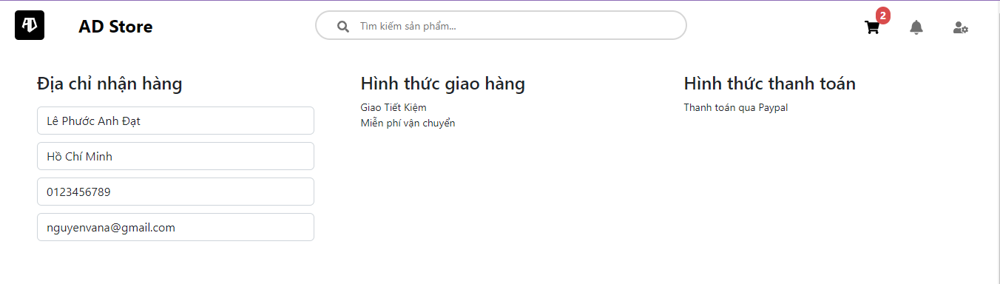 AD Store
Tìm kiếm sản phẩm...
2
Địa chỉ nhận hàng
Lê Phước Anh Đạt
Hồ Chí Minh
0123456789
nguyenvana@gmail.com
Hình thức giao hàng
Giao Tiết Kiệm
Miễn phí vận chuyển
Hình thức thanh toán
Thanh toán qua Paypal